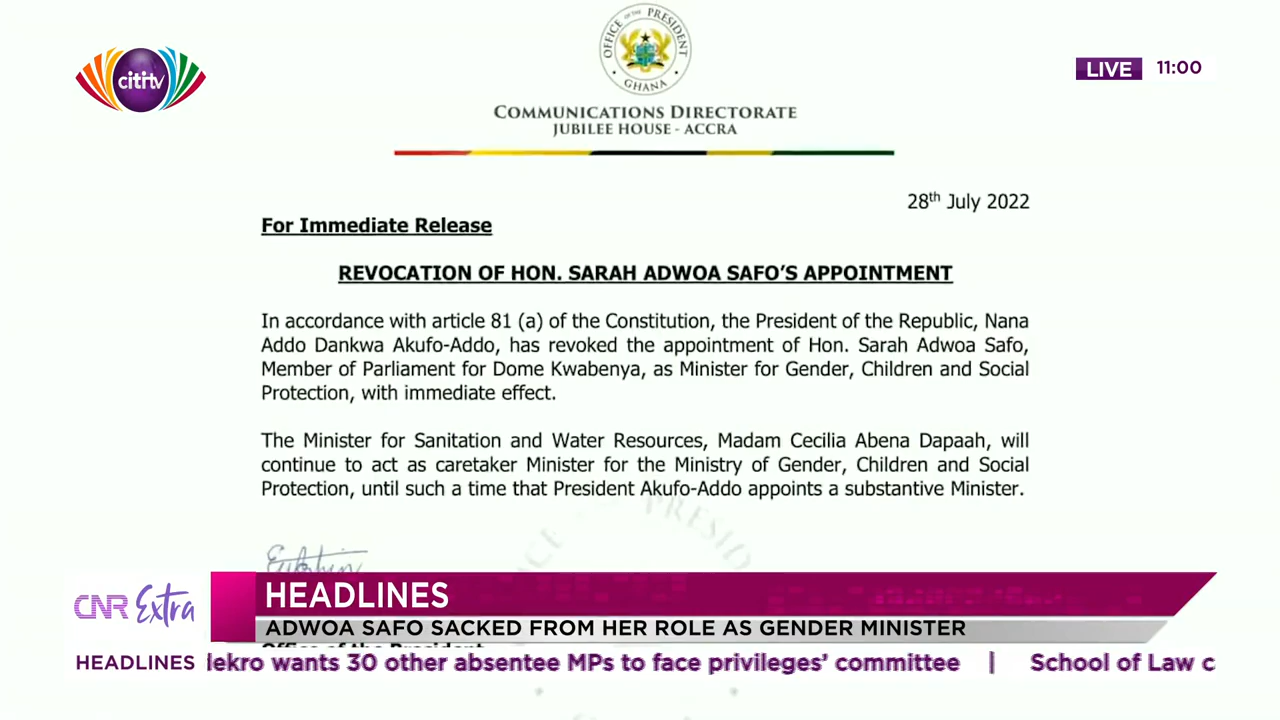 OFFICE OF THE PRESIDENT
GHANA
citi tv
LIVE 11:00
COMMUNICATIONS DIRECTORATE
JUBILEE HOUSE - ACCRA
28th July 2022
For Immediate Release
REVOCATION OF HON. SARAH ADWOA SAFO'S APPOINTMENT
In accordance with article 81 (a) of the Constitution, the President of the Republic, Nana
Addo Dankwa Akufo-Addo, has revoked the appointment of Hon. Sarah Adwoa Safo,
Member of Parliament for Dome Kwabenya, as Minister for Gender, Children and Social
Protection, with immediate effect.
The Minister for Sanitation and Water Resources, Madam Cecilia Abena Dapaah, will
continue to act as caretaker Minister for the Ministry of Gender, Children and Social
Protection, until such a time that President Akufo-Addo appoints a substantive Minister.
CNR Extra
HEADLINES
ADWOA SAFO SACKED FROM HER ROLE AS GENDER MINISTER
HEADLINES lekro wants 30 other absentee MPs to face privileges' committee | School of Law c